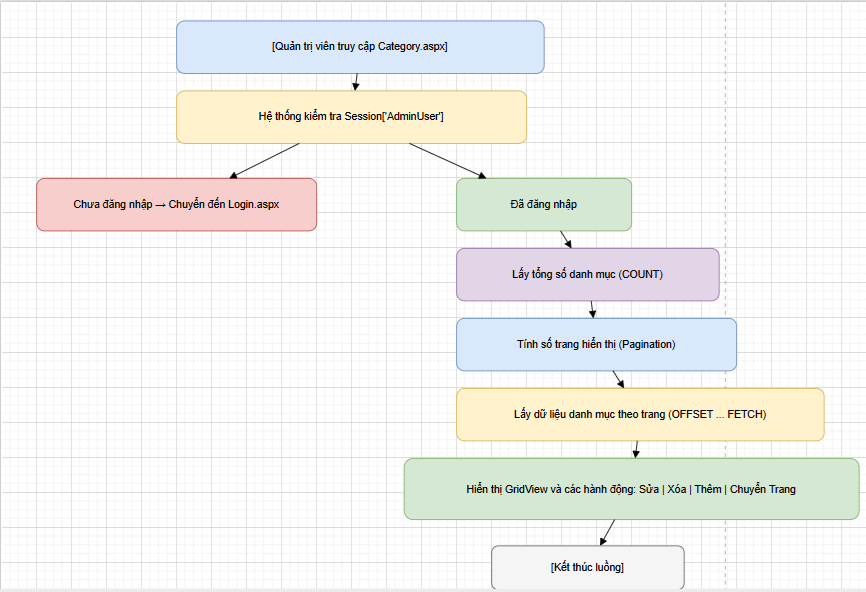 [Quản trị viên truy cập Category.aspx]
Hệ thống kiểm tra Session['AdminUser']
Chưa đăng nhập → Chuyển đến Login.aspx
Đã đăng nhập
Lấy tổng số danh mục (COUNT)
Tính số trang hiển thị (Pagination)
Lấy dữ liệu danh mục theo trang (OFFSET ... FETCH)
Hiển thị GridView và các hành động: Sửa | Xóa | Thêm | Chuyển Trang
[Kết thúc luồng]